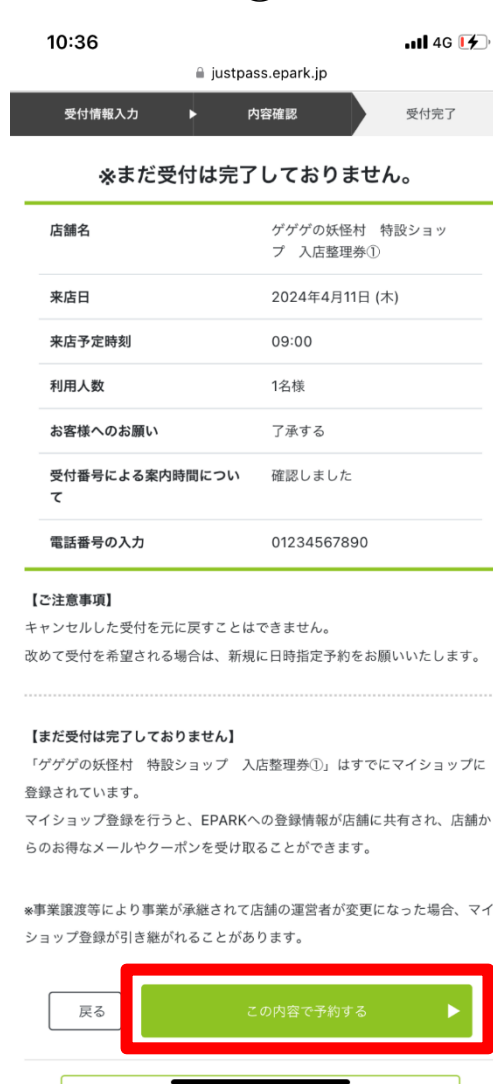 10:36
4G
justpass.epark.jp
受付情報入力 ▶ 内容確認 受付完了
※まだ受付は完了しておりません。
店舗名 ゲゲゲの妖怪村　特設ショッ
プ　入店整理券①
来店日 2024年4月11日 (木)
来店予定時刻 09:00
利用人数 1名様
お客様へのお願い 了承する
受付番号による案内時間につい 確認しました
て
電話番号の入力 01234567890
【ご注意事項】
キャンセルした受付を元に戻すことはできません。
改めて受付を希望される場合は、新規に日時指定予約をお願いいたします。
【まだ受付は完了しておりません】
「ゲゲゲの妖怪村　特設ショップ　入店整理券①」はすでにマイショップに
登録されています。
マイショップ登録を行うと、EPARKへの登録情報が店舗に共有され、店舗か
らのお得なメールやクーポンを受け取ることができます。
※事業譲渡等により事業が承継されて店舗の運営者が変更になった場合、マイ
ショップ登録が引き継がれることがあります。
戻る この内容で予約する ▶